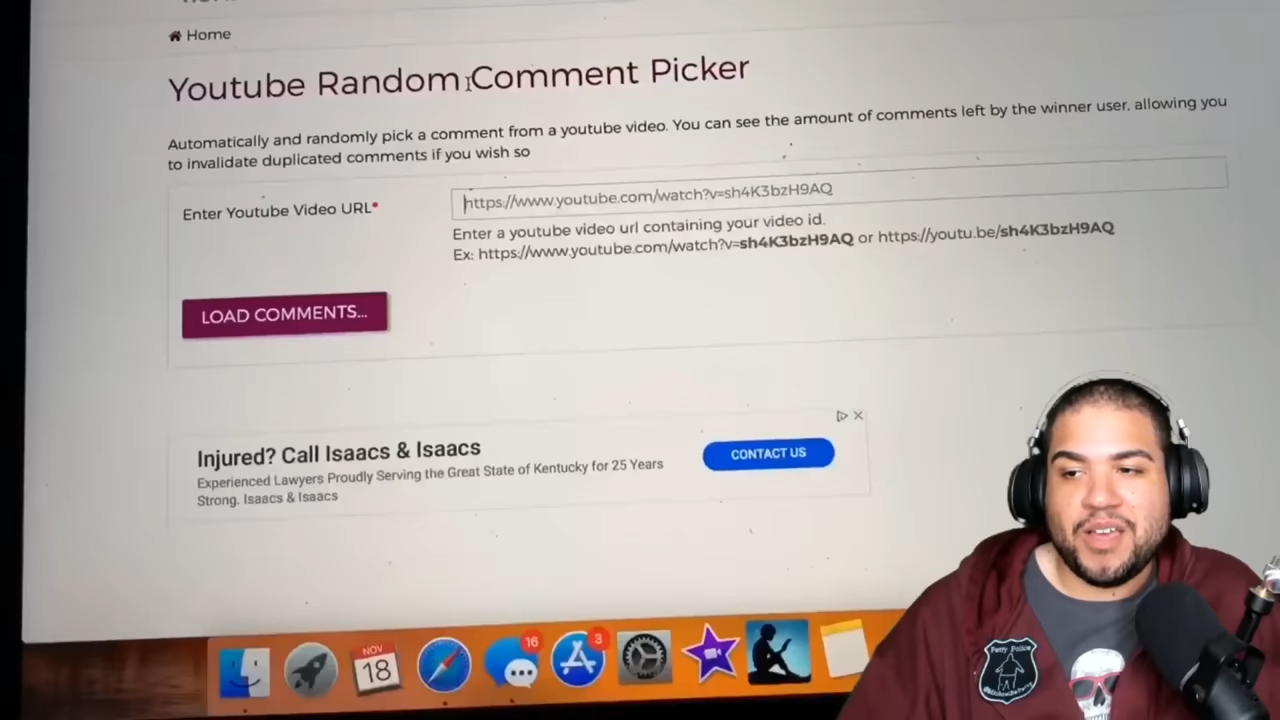 Home
Youtube Random Comment Picker
Automatically and randomly pick a comment from a youtube video. You can see the amount of comments left by the winner user, allowing you
to invalidate duplicated comments if you wish so
Enter Youtube Video URL*
https://www.youtube.com/watch?v=sh4K3bzH9AQ
Enter a youtube video url containing your video id.
Ex: https://www.youtube.com/watch?v=sh4K3bzH9AQ or https://youtu.be/sh4K3bzH9AQ
LOAD COMMENTS...
Injured? Call Isaacs & Isaacs
Experienced Lawyers Proudly Serving the Great State of Kentucky for 25 Years
Strong. Isaacs & Isaacs
CONTACT US
NOV
18
16
3
Petty Police